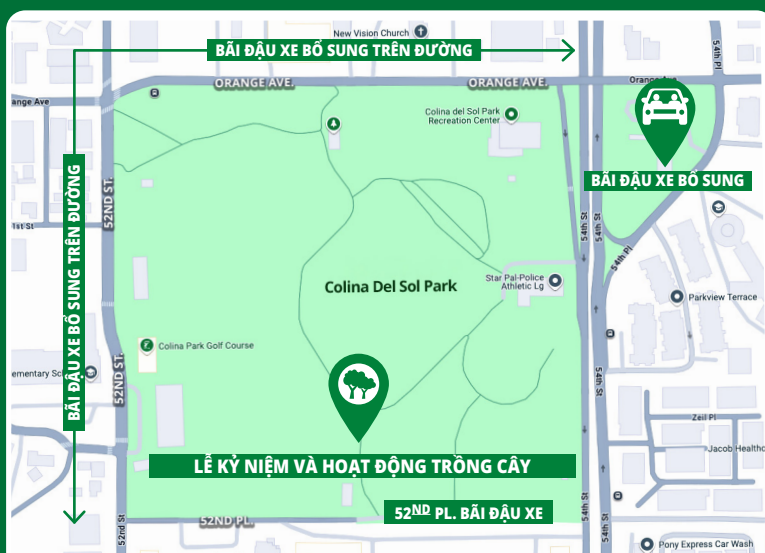 New Vision Church
BÃI ĐẬU XE BỔ SUNG TRÊN ĐƯỜNG
54th Pl
ORANGE AVE.
ORANGE AVE.
Orange Ave
ange Ave
Colina del Sol Park
Recreation Center
BÃI ĐẬU XE BỔ SUNG
BÃI ĐẬU XE BỔ SUNG TRÊN ĐƯỜNG
52ND ST.
1st St
54th St
54th St
54th Pl
Colina Del Sol Park
Star Pal-Police
Athletic Lg
Parkview Terrace
Colina Park Golf Course
ementary Sc
52ND ST.
54th St
54th St
Zeil Pl
Jacob Healthc
LỄ KỶ NIỆM VÀ HOẠT ĐỘNG TRỒNG CÂY
52ND PL. BÃI ĐẬU XE
52ND PL.
52nd St
54th St
54th St
Pony Express Car Wash